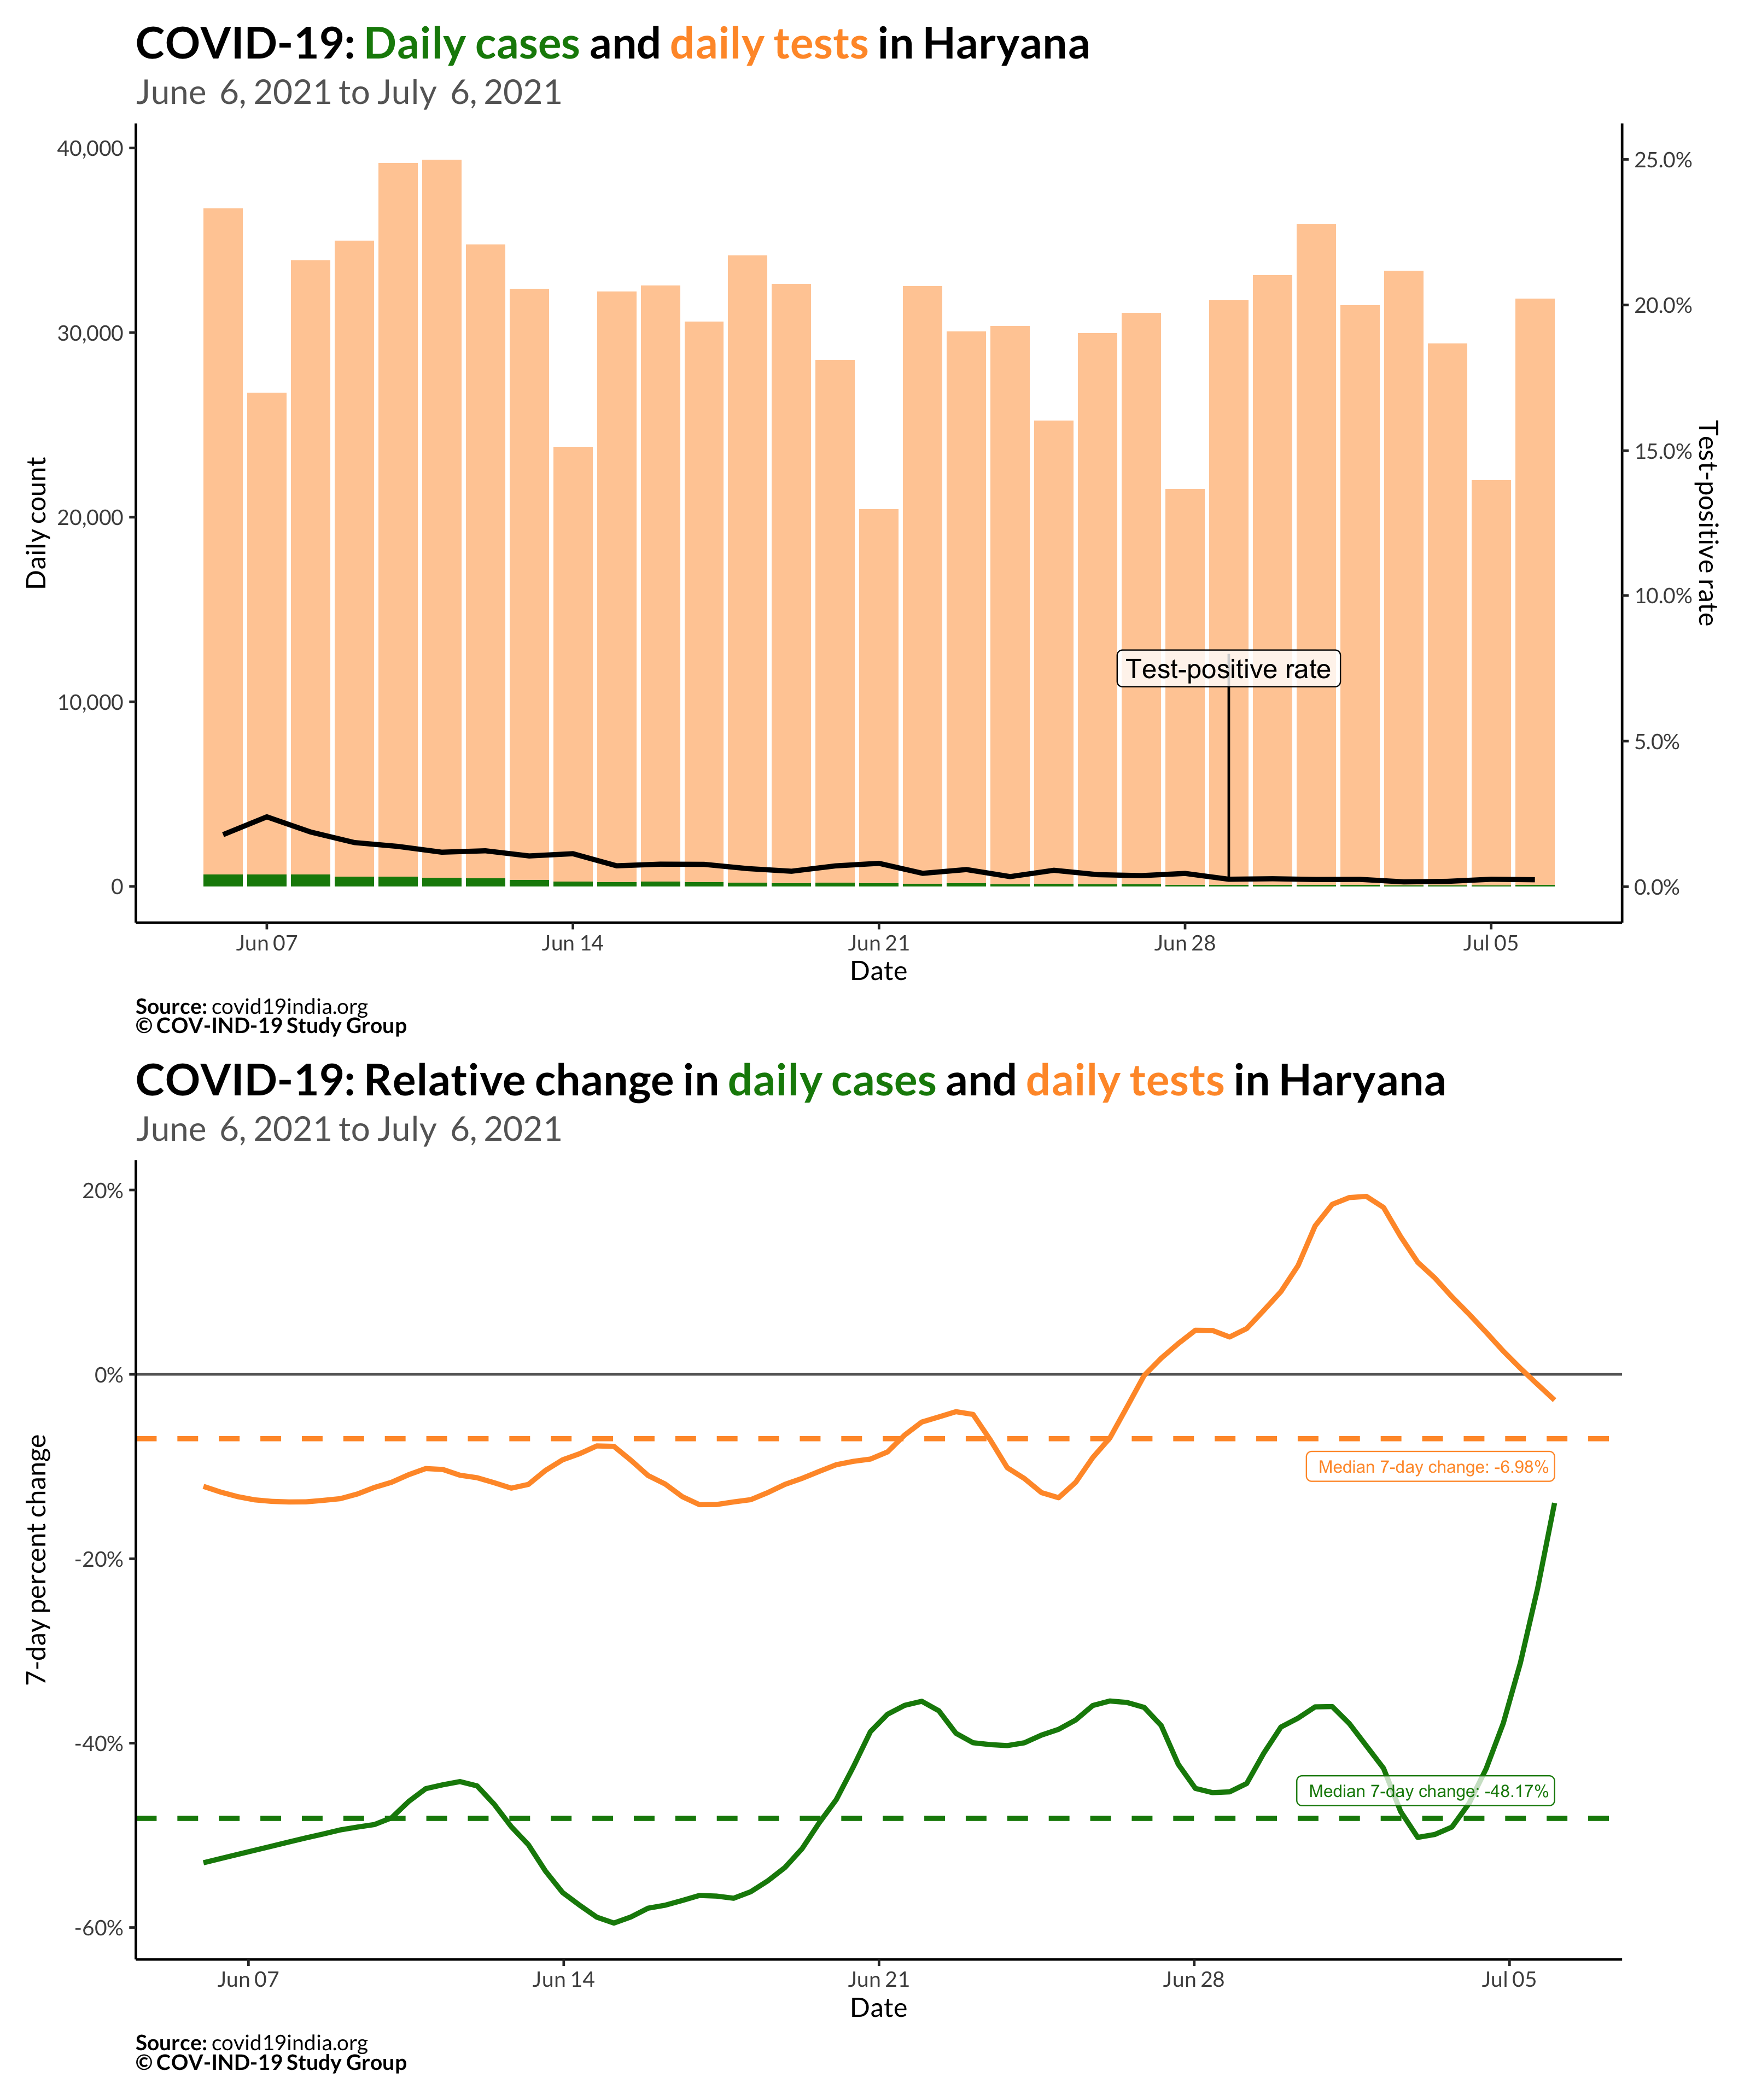 COVID-19: Daily cases and daily tests in Haryana
June 6, 2021 to July 6, 2021
40,000
30,000
20,000
10,000
0
Daily count
25.0%
20.0%
15.0%
10.0%
5.0%
0.0%
Test-positive rate
Test-positive rate
Jun 07
Jun 14
Jun 21
Jun 28
Jul 05
Date
Source: covid19india.org
© COV-IND-19 Study Group
COVID-19: Relative change in daily cases and daily tests in Haryana
June 6, 2021 to July 6, 2021
20%
0%
-20%
-40%
-60%
7-day percent change
Median 7-day change: -6.98%
Median 7-day change: -48.17%
Jun 07
Jun 14
Jun 21
Jun 28
Jul 05
Date
Source: covid19india.org
© COV-IND-19 Study Group